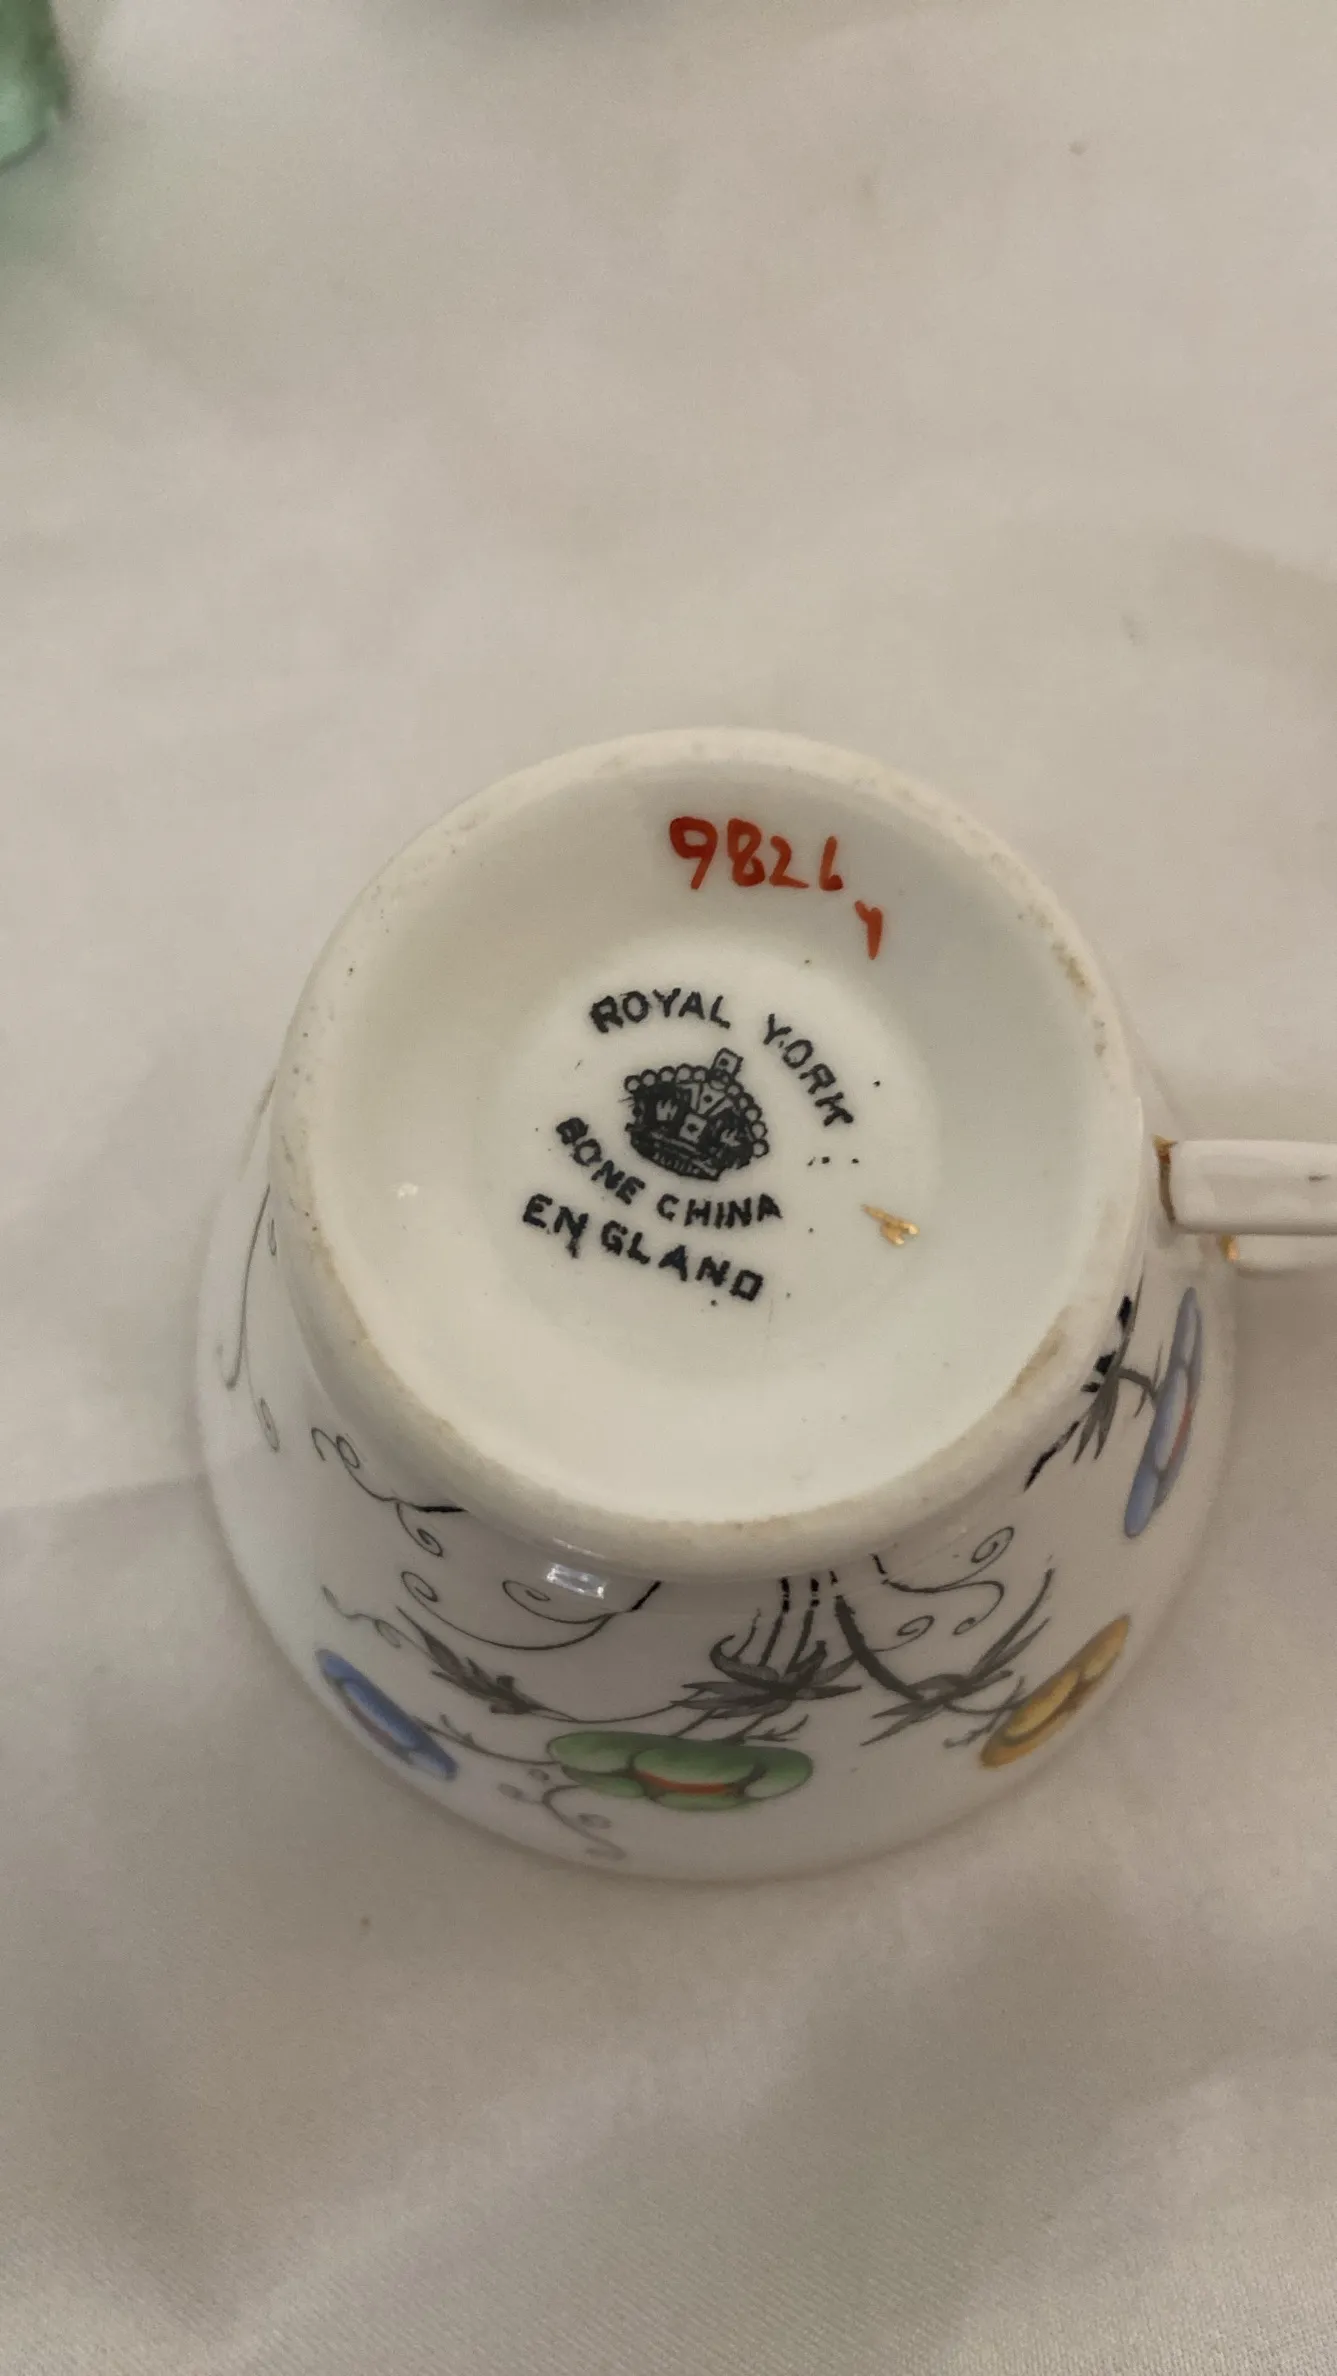 9826
y
ROYAL YORK
BONE CHINA
ENGLAND